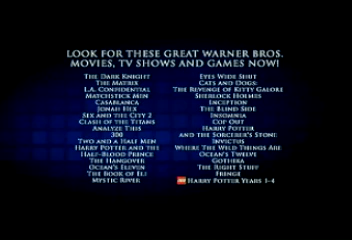 LOOK FOR THESE GREAT WARNER BROS.
MOVIES, TV SHOWS AND GAMES NOW!
THE DARK KNIGHT
THE MATRIX
L.A. CONFIDENTIAL
MATCHSTICK MEN
CASABLANCA
JONAH HEX
SEX AND THE CITY 2
CLASH OF THE TITANS
ANALYZE THIS
300
TWO AND A HALF MEN
HARRY POTTER AND THE
HALF-BLOOD PRINCE
THE HANGOVER
OCEAN'S ELEVEN
THE BOOK OF ELI
MYSTIC RIVER
EYES WIDE SHUT
CATS AND DOGS:
THE REVENGE OF KITTY GALORE
SHERLOCK HOLMES
INCEPTION
THE BLIND SIDE
INSOMNIA
COP OUT
HARRY POTTER
AND THE SORCERER'S STONE
INVICTUS
WHERE THE WILD THINGS ARE
OCEAN'S TWELVE
GOTHIKA
THE RIGHT STUFF
FRINGE
HARRY POTTER YEARS 1-4